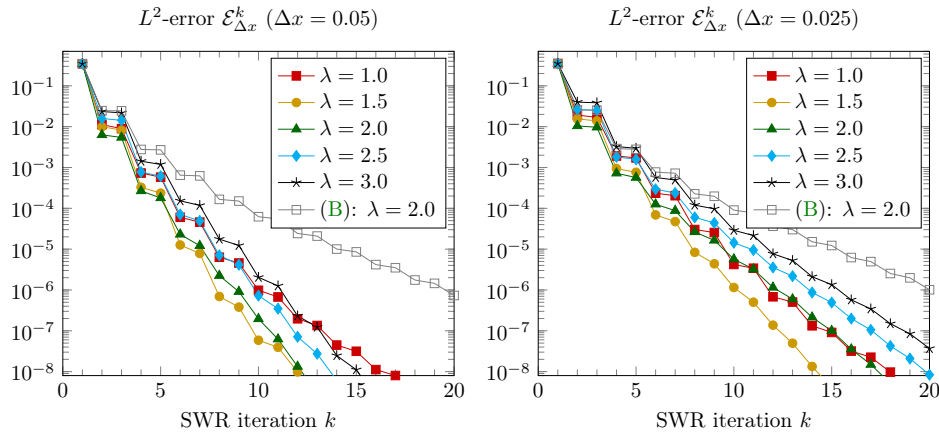 L²-error 𝓔ᵏ_Δx (Δx = 0.05)
10⁻¹
10⁻²
10⁻³
10⁻⁴
10⁻⁵
10⁻⁶
10⁻⁷
10⁻⁸
0 5 10 15 20
SWR iteration k
λ = 1.0
λ = 1.5
λ = 2.0
λ = 2.5
λ = 3.0
(B): λ = 2.0
L²-error 𝓔ᵏ_Δx (Δx = 0.025)
10⁻¹
10⁻²
10⁻³
10⁻⁴
10⁻⁵
10⁻⁶
10⁻⁷
10⁻⁸
0 5 10 15 20
SWR iteration k
λ = 1.0
λ = 1.5
λ = 2.0
λ = 2.5
λ = 3.0
(B): λ = 2.0